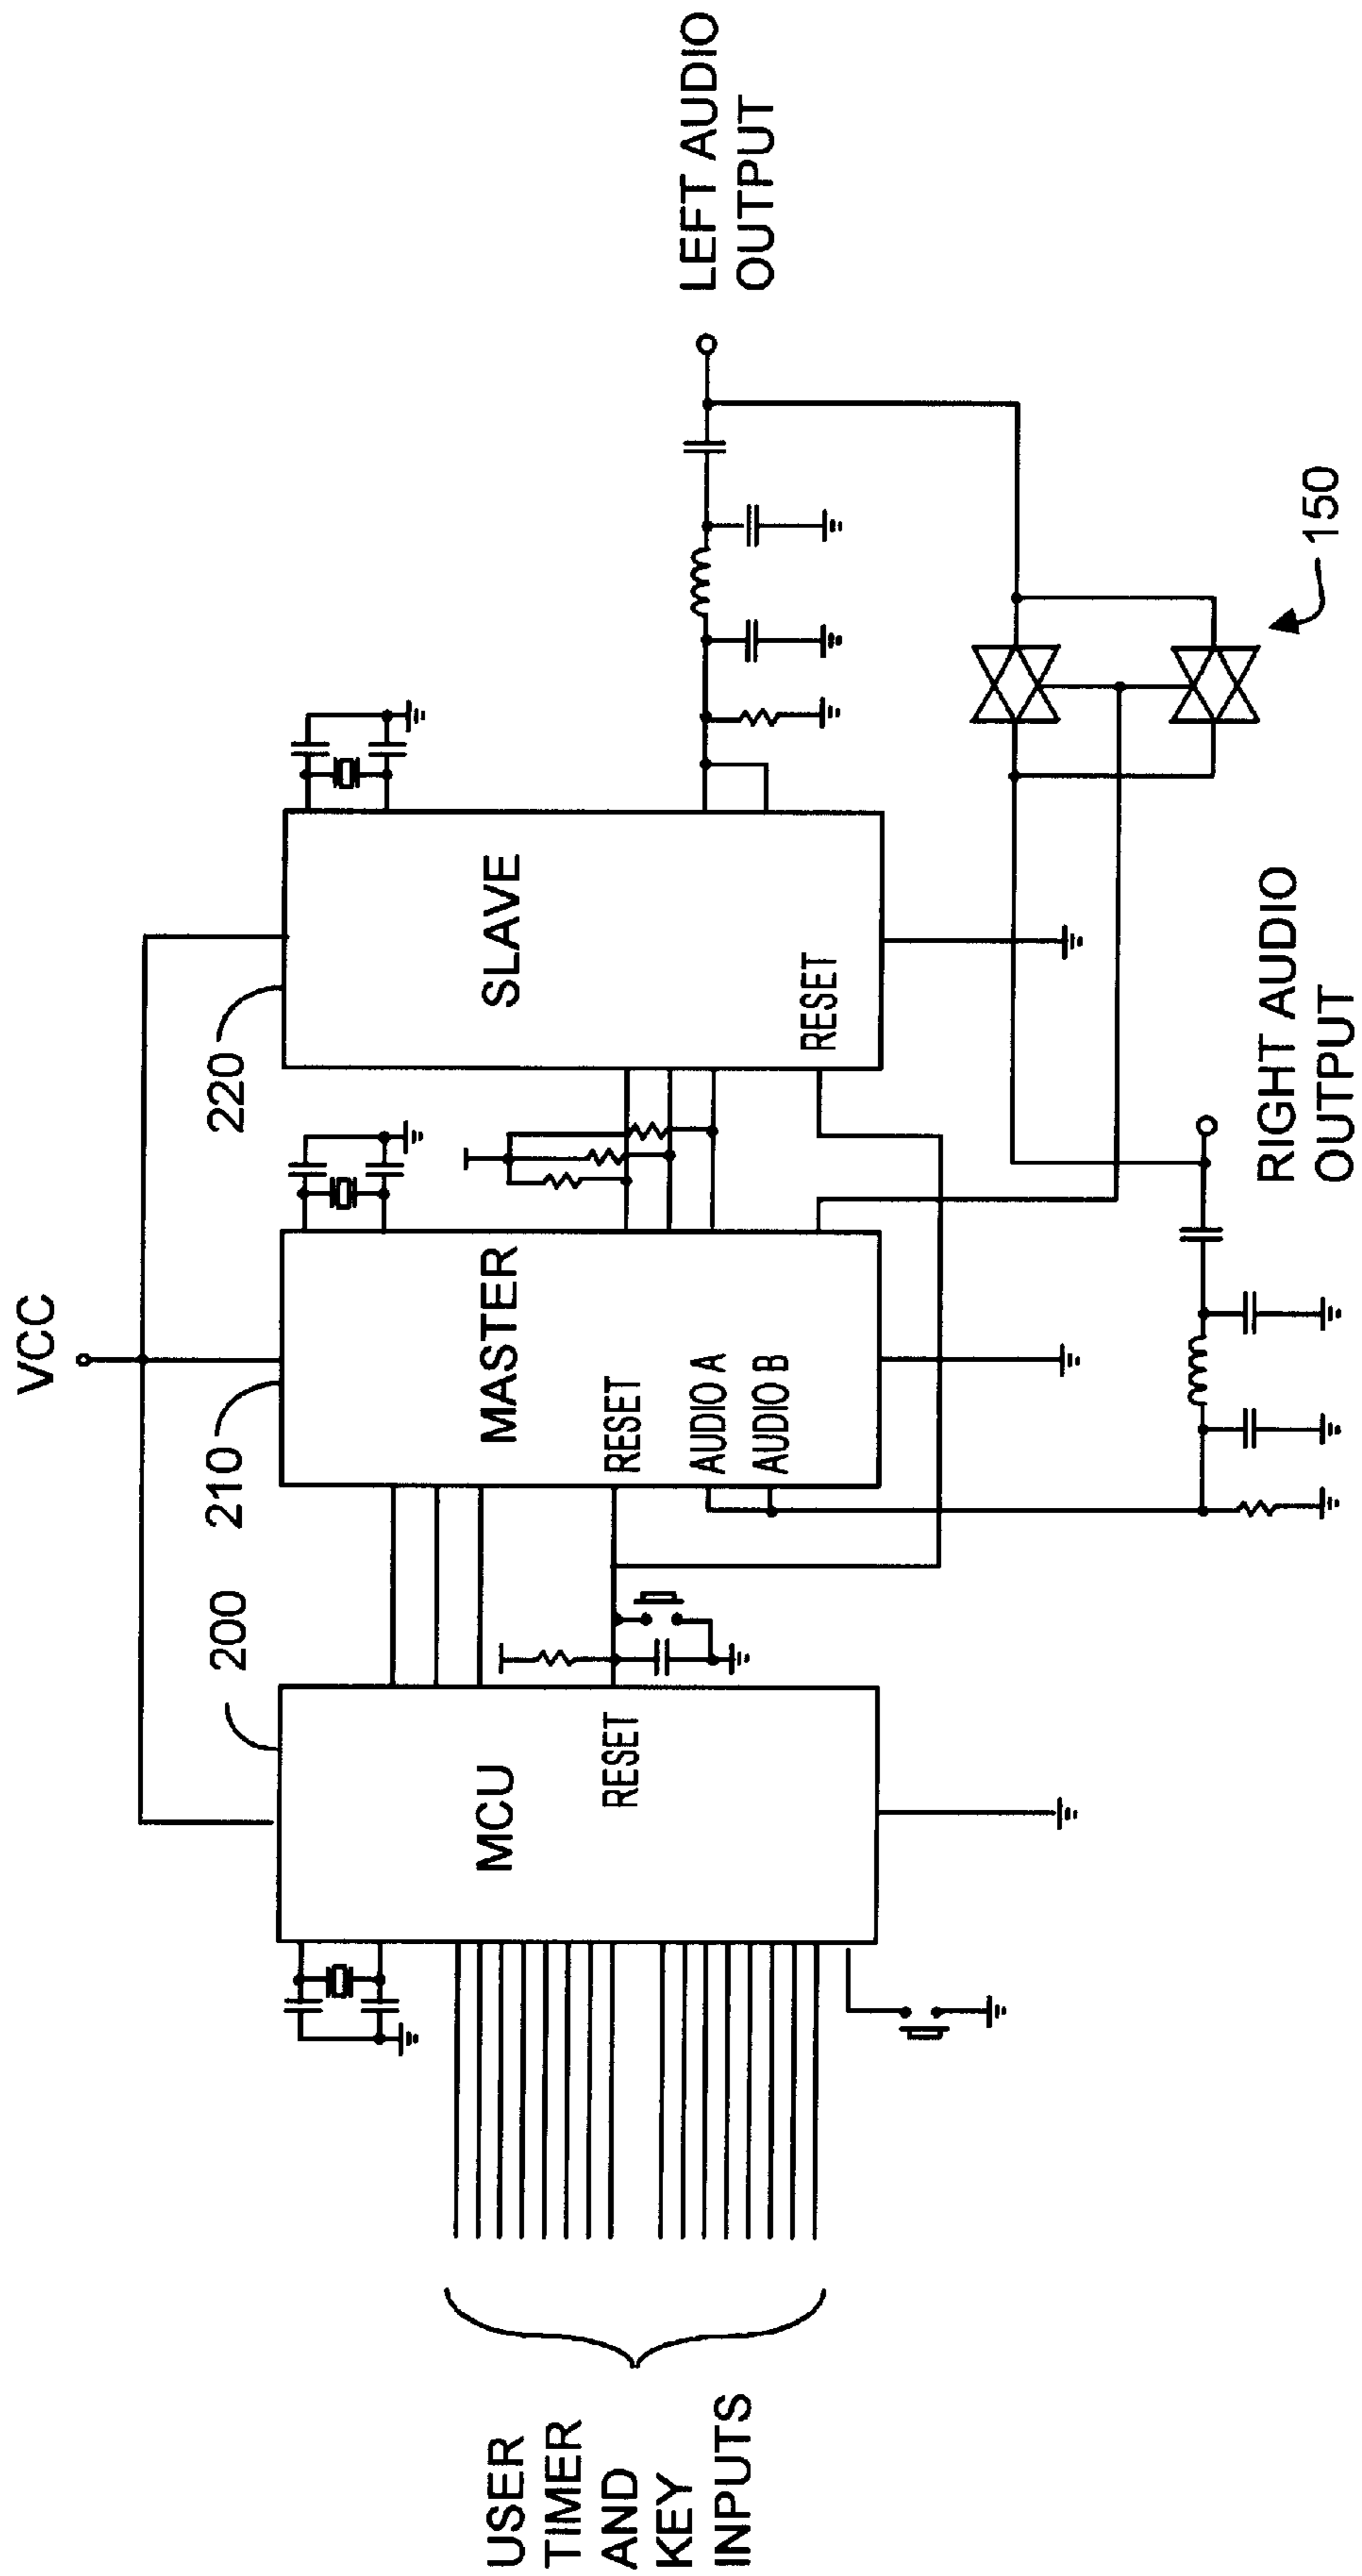 VCC
200
210
220
MCU
MASTER
SLAVE
RESET
RESET
AUDIO A
AUDIO B
RESET
USER
TIMER
AND
KEY
INPUTS
LEFT AUDIO
OUTPUT
RIGHT AUDIO
OUTPUT
150